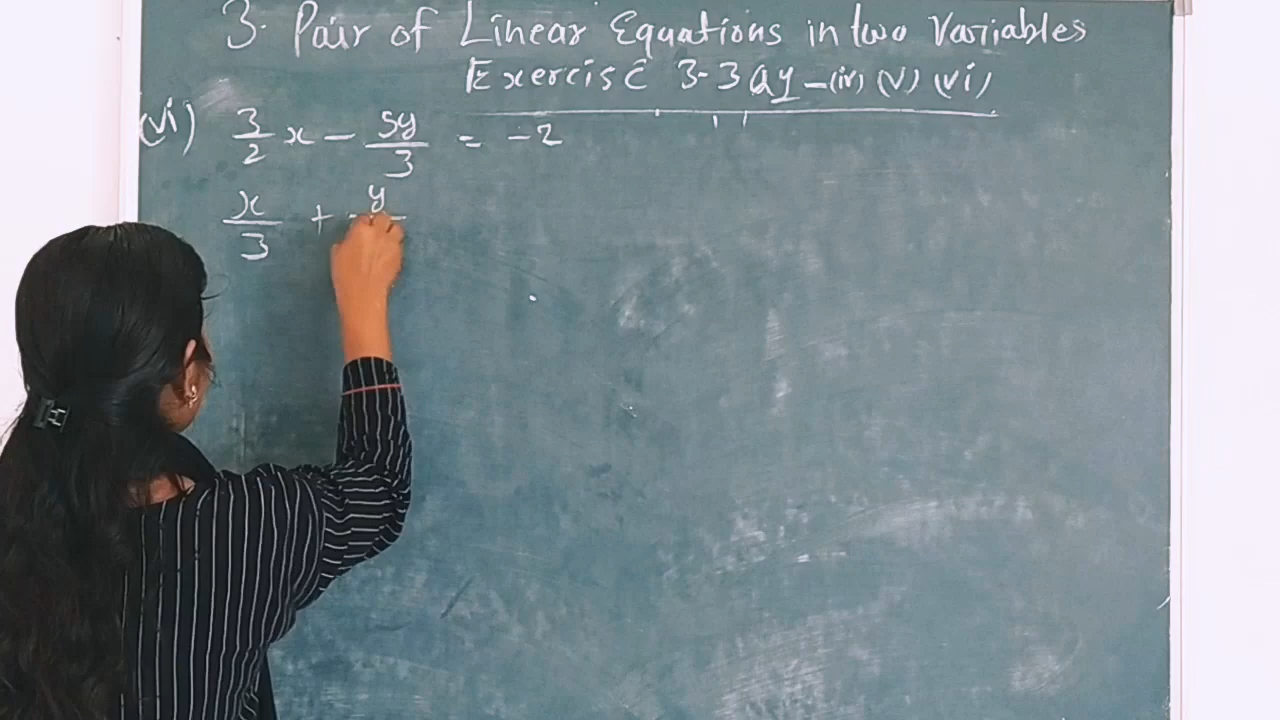 3. Pair of Linear Equations in two Variables
Exercise 3.3 Qy - (iv) (v) (vi)
(vi) 3/2 x - 5y/3 = -2
x/3 + y